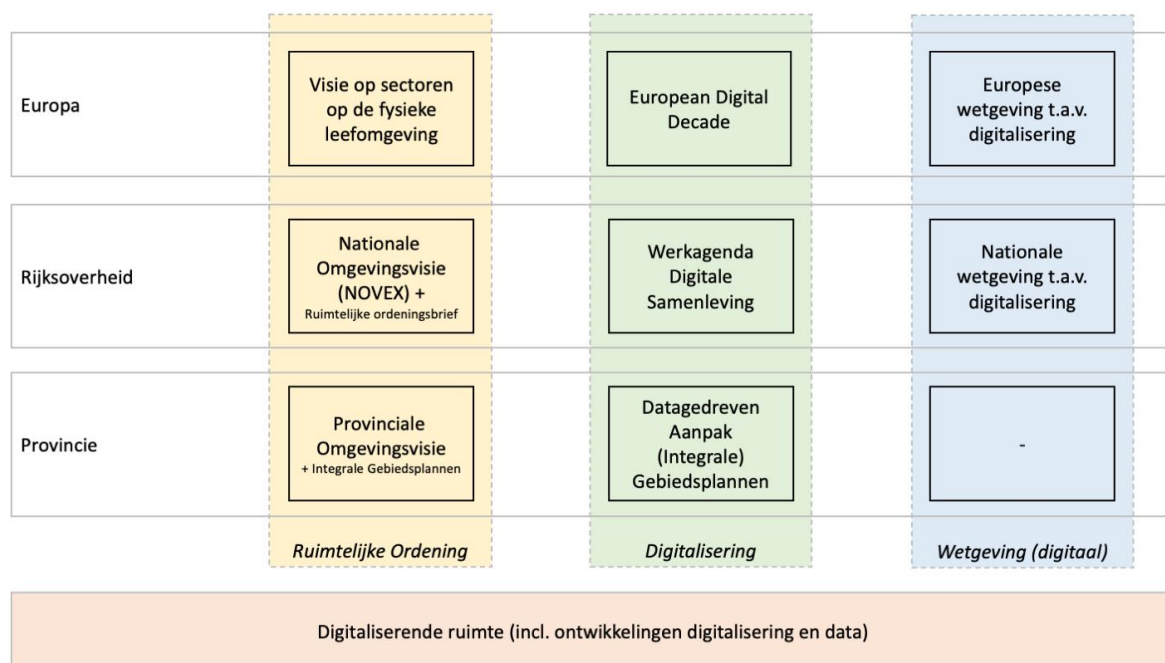 Europa
Visie op sectoren
op de fysieke
leefomgeving
European Digital
Decade
Europese
wetgeving t.a.v.
digitalisering
Rijksoverheid
Nationale
Omgevingsvisie
(NOVEX) +
Ruimtelijke ordeningsbrief
Werkagenda
Digitale
Samenleving
Nationale
wetgeving t.a.v.
digitalisering
Provincie
Provinciale
Omgevingsvisie
+ Integrale Gebiedsplannen
Datagedreven
Aanpak
(Integrale)
Gebiedsplannen
-
Ruimtelijke Ordening
Digitalisering
Wetgeving (digitaal)
Digitaliserende ruimte (incl. ontwikkelingen digitalisering en data)